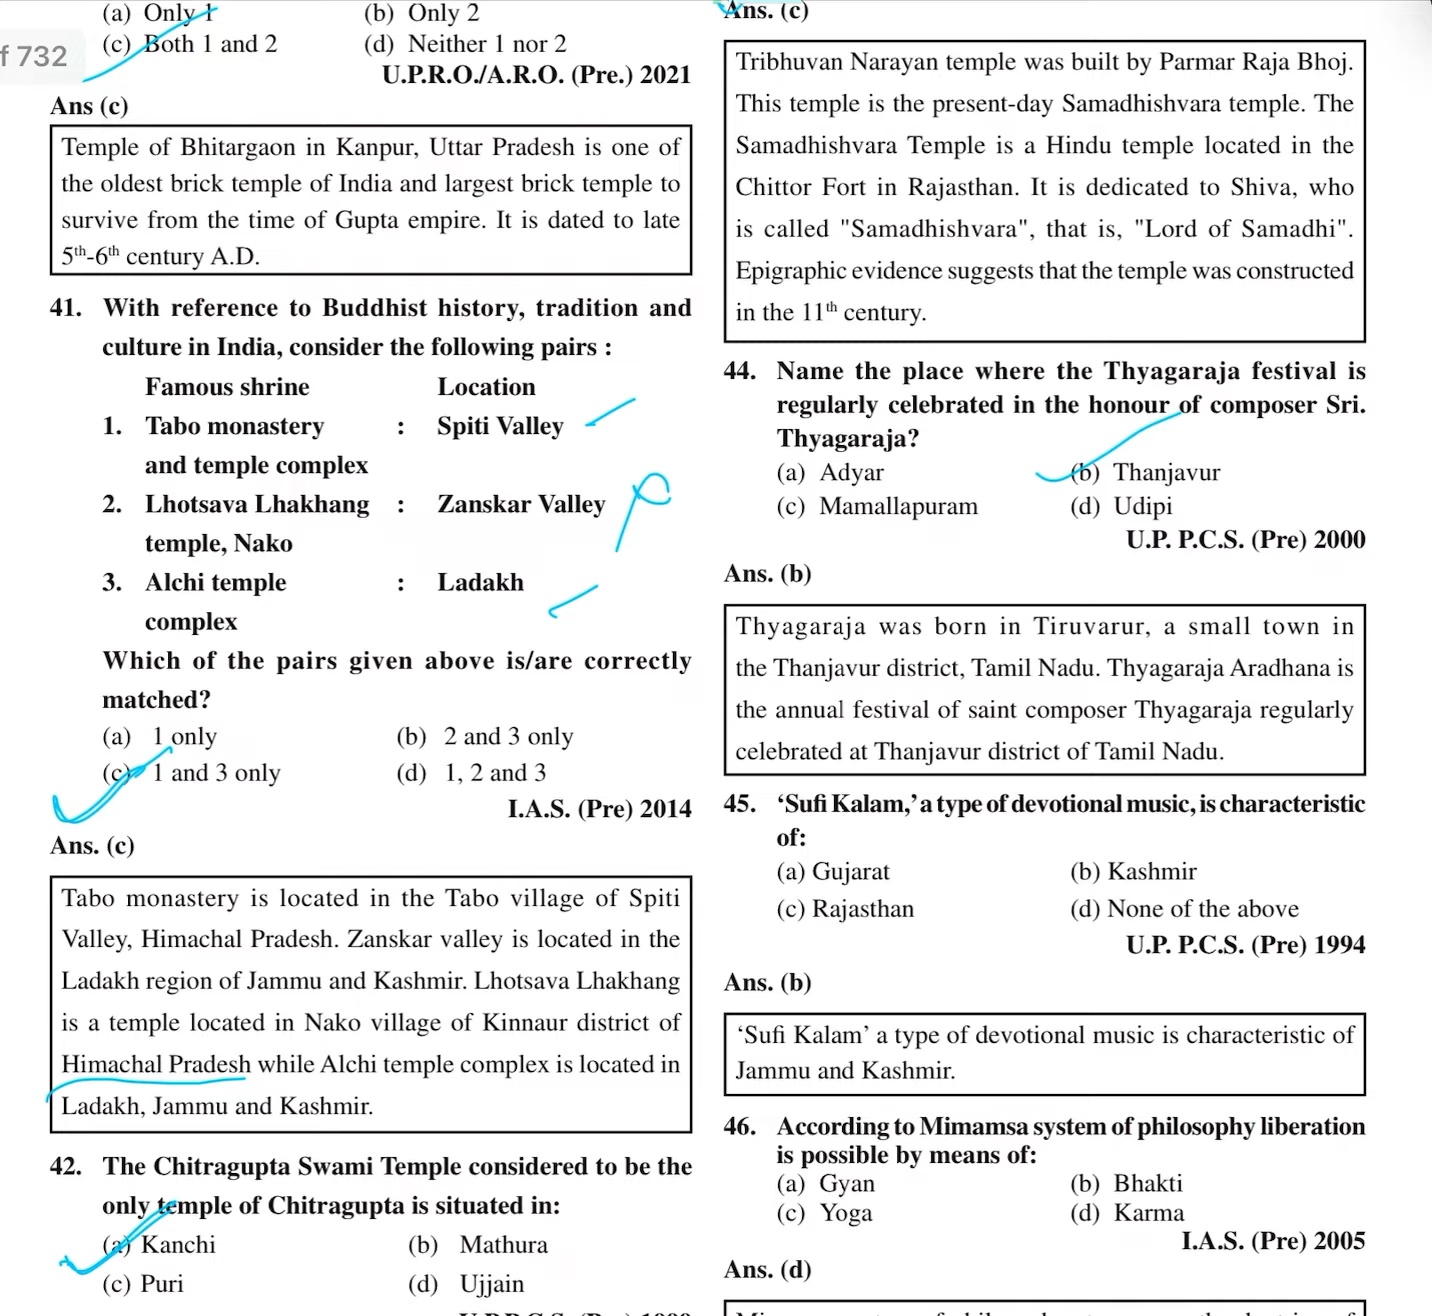 f 732
(a) Only 1 (b) Only 2
(c) Both 1 and 2 (d) Neither 1 nor 2
U.P.R.O./A.R.O. (Pre.) 2021
Ans (c)
Temple of Bhitargaon in Kanpur, Uttar Pradesh is one of
the oldest brick temple of India and largest brick temple to
survive from the time of Gupta empire. It is dated to late
5th-6th century A.D.
41. With reference to Buddhist history, tradition and
culture in India, consider the following pairs :
Famous shrine Location
1. Tabo monastery : Spiti Valley
and temple complex
2. Lhotsava Lhakhang : Zanskar Valley
temple, Nako
3. Alchi temple : Ladakh
complex
Which of the pairs given above is/are correctly
matched?
(a) 1 only (b) 2 and 3 only
(c) 1 and 3 only (d) 1, 2 and 3
I.A.S. (Pre) 2014
Ans. (c)
Tabo monastery is located in the Tabo village of Spiti
Valley, Himachal Pradesh. Zanskar valley is located in the
Ladakh region of Jammu and Kashmir. Lhotsava Lhakhang
is a temple located in Nako village of Kinnaur district of
Himachal Pradesh while Alchi temple complex is located in
Ladakh, Jammu and Kashmir.
42. The Chitragupta Swami Temple considered to be the
only temple of Chitragupta is situated in:
(a) Kanchi (b) Mathura
(c) Puri (d) Ujjain
Ans. (c)
Tribhuvan Narayan temple was built by Parmar Raja Bhoj.
This temple is the present-day Samadhishvara temple. The
Samadhishvara Temple is a Hindu temple located in the
Chittor Fort in Rajasthan. It is dedicated to Shiva, who
is called "Samadhishvara", that is, "Lord of Samadhi".
Epigraphic evidence suggests that the temple was constructed
in the 11th century.
44. Name the place where the Thyagaraja festival is
regularly celebrated in the honour of composer Sri.
Thyagaraja?
(a) Adyar (b) Thanjavur
(c) Mamallapuram (d) Udipi
U.P. P.C.S. (Pre) 2000
Ans. (b)
Thyagaraja was born in Tiruvarur, a small town in
the Thanjavur district, Tamil Nadu. Thyagaraja Aradhana is
the annual festival of saint composer Thyagaraja regularly
celebrated at Thanjavur district of Tamil Nadu.
45. ‘Sufi Kalam,’ a type of devotional music, is characteristic
of:
(a) Gujarat (b) Kashmir
(c) Rajasthan (d) None of the above
U.P. P.C.S. (Pre) 1994
Ans. (b)
‘Sufi Kalam’ a type of devotional music is characteristic of
Jammu and Kashmir.
46. According to Mimamsa system of philosophy liberation
is possible by means of:
(a) Gyan (b) Bhakti
(c) Yoga (d) Karma
I.A.S. (Pre) 2005
Ans. (d)